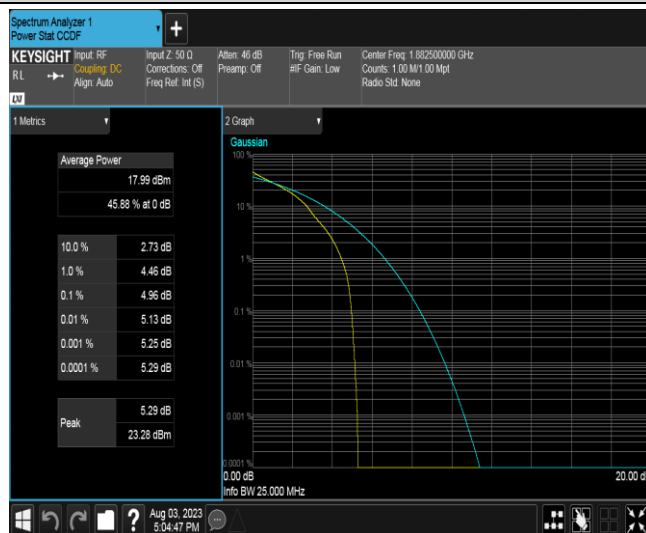 Spectrum Analyzer 1
Power Stat CCDF
+
KEYSIGHT
RL
LXI
Input: RF
Coupling: DC
Align: Auto
Input Z: 50 Ω
Corrections: Off
Freq Ref: Int (S)
Atten: 46 dB
Preamp: Off
Trig: Free Run
#IF Gain: Low
Center Freq: 1.882500000 GHz
Counts: 1.00 M/1.00 Mpt
Radio Std: None
1 Metrics
Average Power
17.99 dBm
45.88 % at 0 dB
10.0 % 2.73 dB
1.0 % 4.46 dB
0.1 % 4.96 dB
0.01 % 5.13 dB
0.001 % 5.25 dB
0.0001 % 5.29 dB
Peak
5.29 dB
23.28 dBm
2 Graph
Gaussian
100 %
10 %
1 %
0.1 %
0.01 %
0.001 %
0.0001 %
0.00 dB
20.00 d
Info BW 25.000 MHz
?
Aug 03, 2023
5:04:47 PM